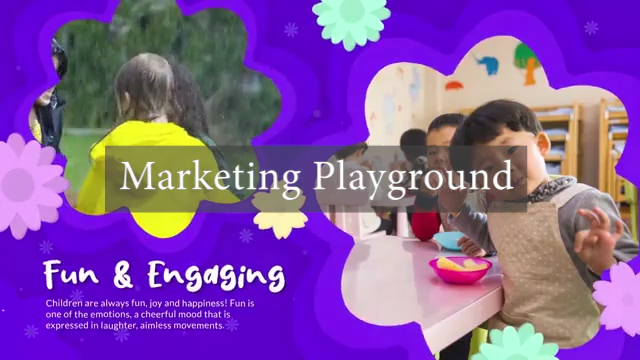 Marketing Playground
Fun & Engaging
Children are always fun, joy and happiness! Fun is
one of the emotions, a cheerful mood that is
expressed in laughter, aimless movements.